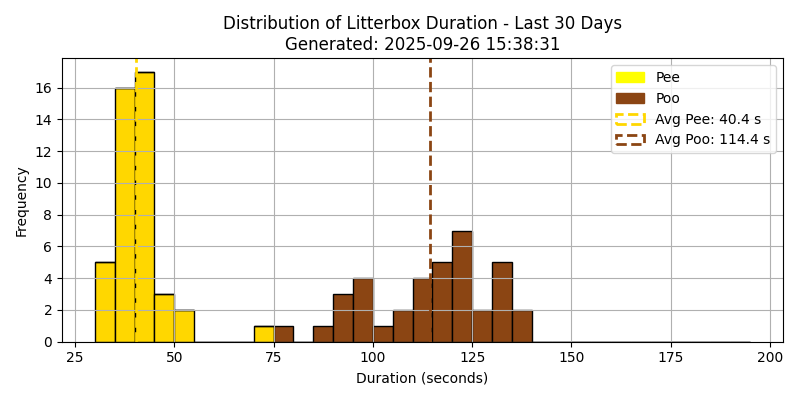 Distribution of Litterbox Duration - Last 30 Days
Generated: 2025-09-26 15:38:31
Pee
Poo
Avg Pee: 40.4 s
Avg Poo: 114.4 s
Frequency
16
14
12
10
8
6
4
2
0
25 50 75 100 125 150 175 200
Duration (seconds)